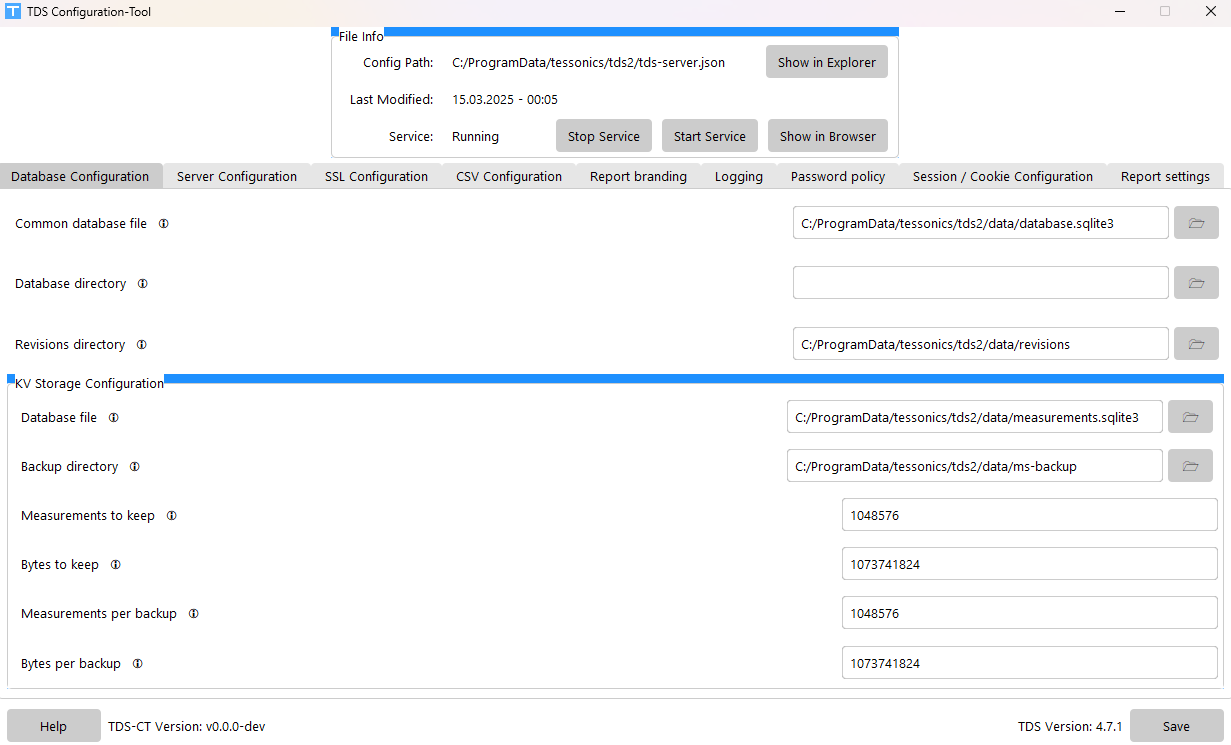 T TDS Configuration-Tool
File Info
Config Path: C:/ProgramData/tessonics/tds2/tds-server.json Show in Explorer
Last Modified: 15.03.2025 - 00:05
Service: Running Stop Service Start Service Show in Browser
Database Configuration Server Configuration SSL Configuration CSV Configuration Report branding Logging Password policy Session / Cookie Configuration Report settings
Common database file C:/ProgramData/tessonics/tds2/data/database.sqlite3
Database directory
Revisions directory C:/ProgramData/tessonics/tds2/data/revisions
KV Storage Configuration
Database file C:/ProgramData/tessonics/tds2/data/measurements.sqlite3
Backup directory C:/ProgramData/tessonics/tds2/data/ms-backup
Measurements to keep 1048576
Bytes to keep 1073741824
Measurements per backup 1048576
Bytes per backup 1073741824
Help TDS-CT Version: v0.0.0-dev TDS Version: 4.7.1 Save